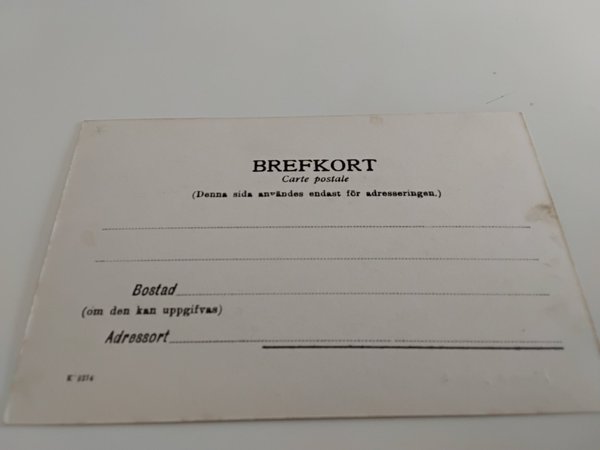 BREFKORT
Carte postale
(Denna sida användes endast för adresseringen.)
Bostad
(om den kan uppgifvas)
Adressort